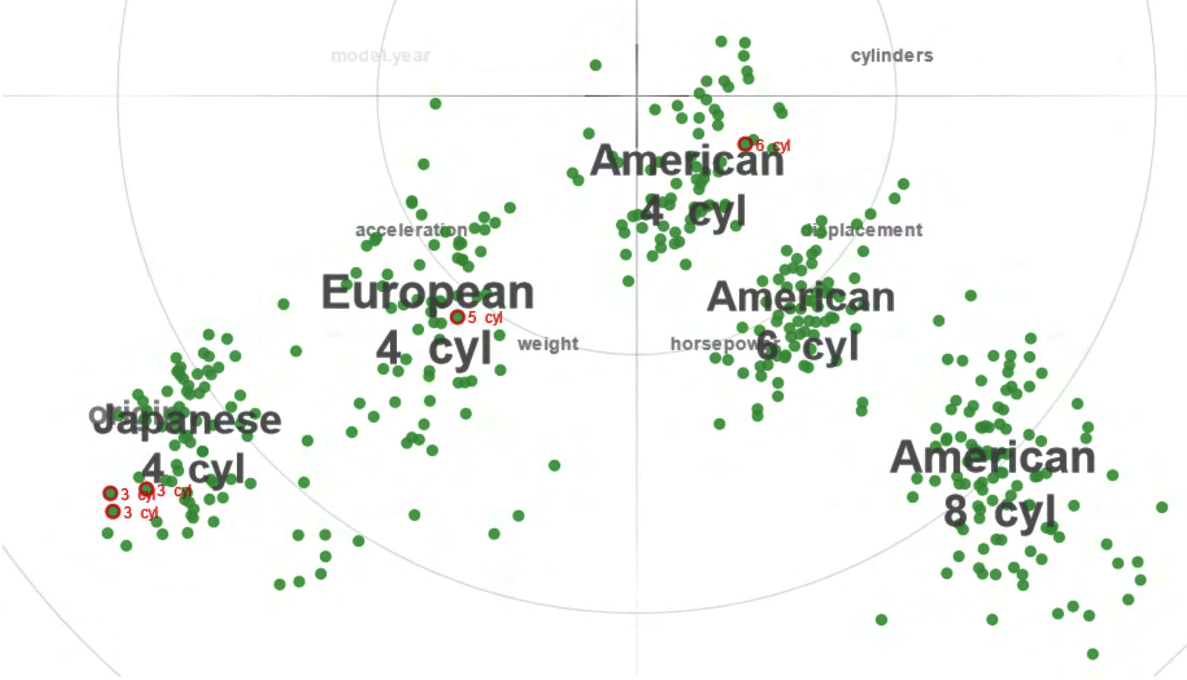 model.year
cylinders
6 cyl
American
4 cyl
acceleration
displacement
European
4 cyl
5 cyl
American
6 cyl
weight
horsepower
origin
Japanese
4 cyl
3 cyl
3 cyl
3 cyl
American
8 cyl